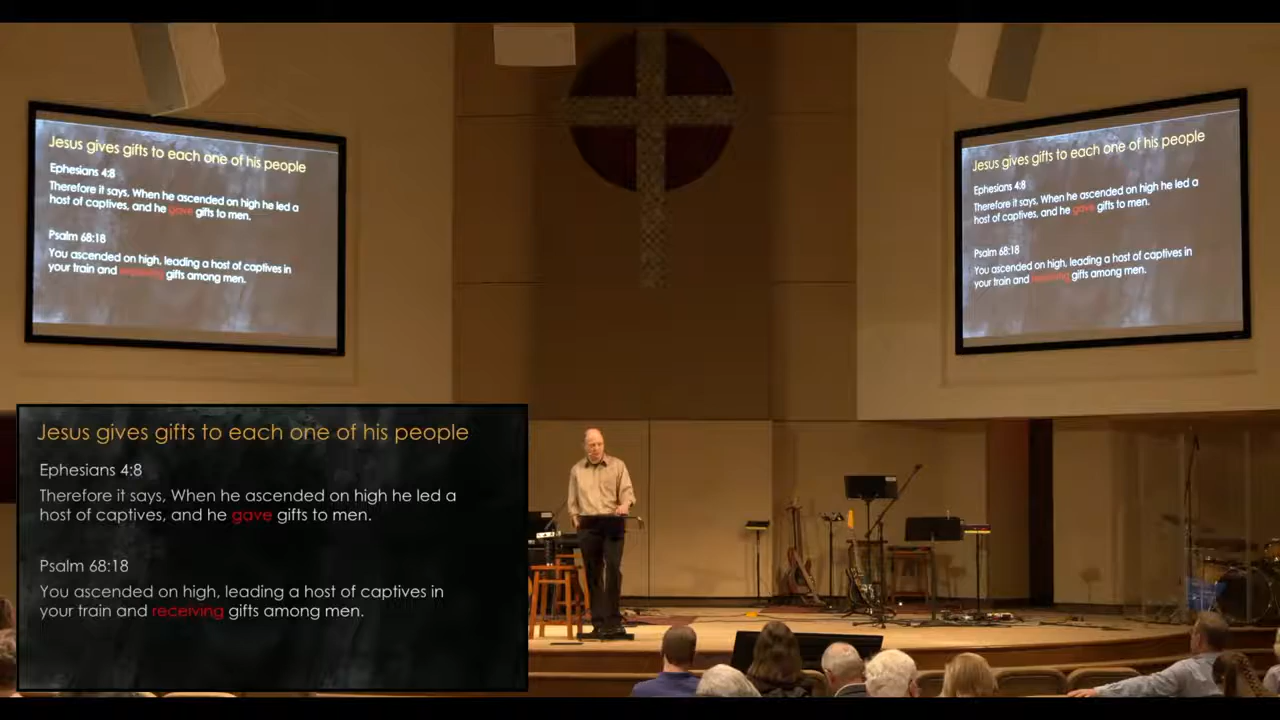 Jesus gives gifts to each one of his people
Ephesians 4:8
Therefore it says, When he ascended on high he led a
host of captives, and he gave gifts to men.
Psalm 68:18
You ascended on high, leading a host of captives in
your train and receiving gifts among men.
Jesus gives gifts to each one of his people
Ephesians 4:8
Therefore it says, When he ascended on high he led a
host of captives, and he gave gifts to men.
Psalm 68:18
You ascended on high, leading a host of captives in
your train and receiving gifts among men.
Jesus gives gifts to each one of his people
Ephesians 4:8
Therefore it says, When he ascended on high he led a
host of captives, and he gave gifts to men.
Psalm 68:18
You ascended on high, leading a host of captives in
your train and receiving gifts among men.